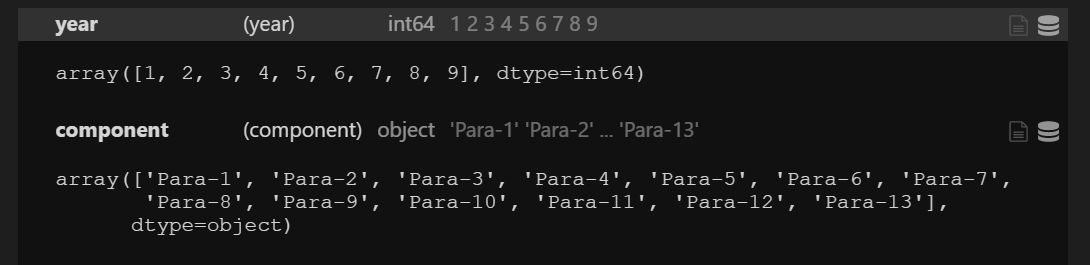 year (year) int64 1 2 3 4 5 6 7 8 9
array([1, 2, 3, 4, 5, 6, 7, 8, 9], dtype=int64)
component (component) object 'Para-1' 'Para-2' ... 'Para-13'
array(['Para-1', 'Para-2', 'Para-3', 'Para-4', 'Para-5', 'Para-6', 'Para-7',
'Para-8', 'Para-9', 'Para-10', 'Para-11', 'Para-12', 'Para-13'],
dtype=object)